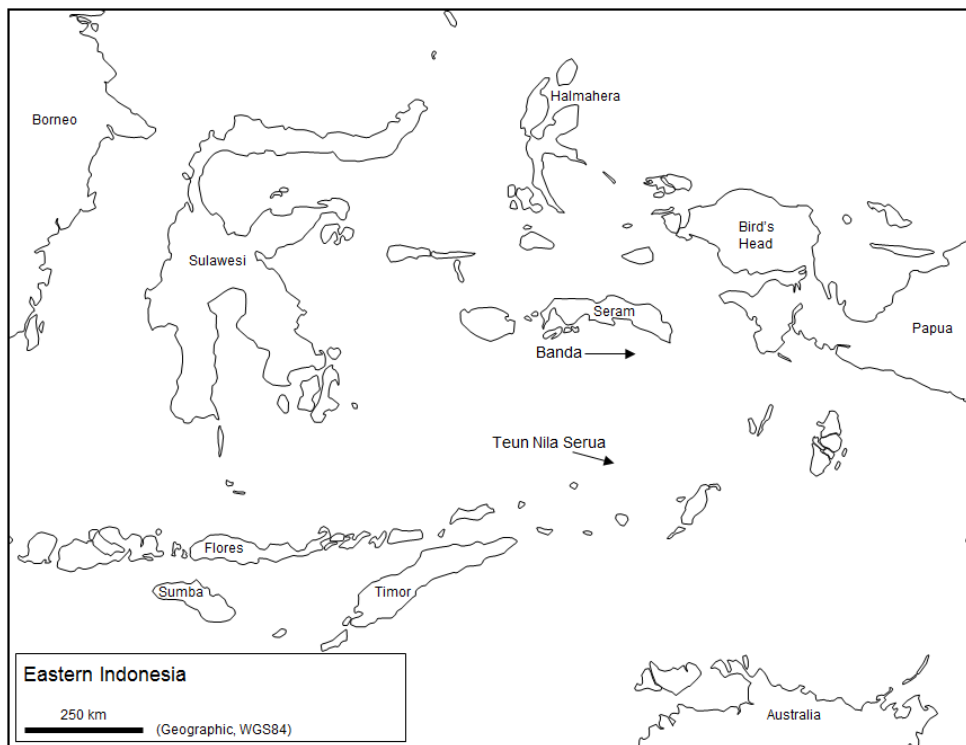 Halmahera
Borneo
Bird's
Head
Sulawesi
Seram
Papua
Banda
Teun Nila Serua
Flores
Sumba
Timor
Eastern Indonesia
250 km
(Geographic, WGS84)
Australia